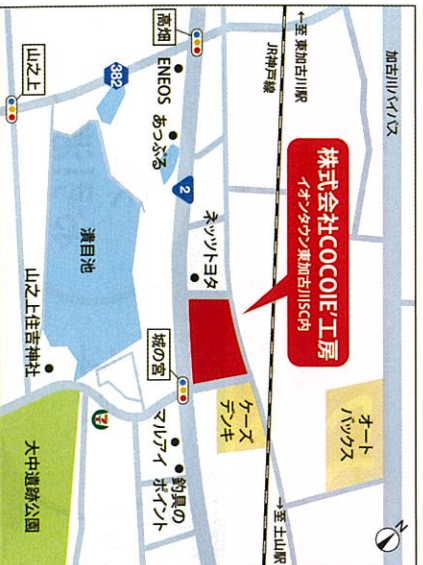 加古川バイパス
←至 東加古川駅
JR神戸線
株式会社COCOIE'工房
イオンタウン東加古川SC内
オート
バックス
N
→至 土山駅
高畑
ENEOS
あっぷる
2
ネッツトヨタ
ケーズ
デンキ
382
城の宮
マルアイ
釣具の
ポイント
山之上
溝目池
山之上住吉神社
7
大中遺跡公園